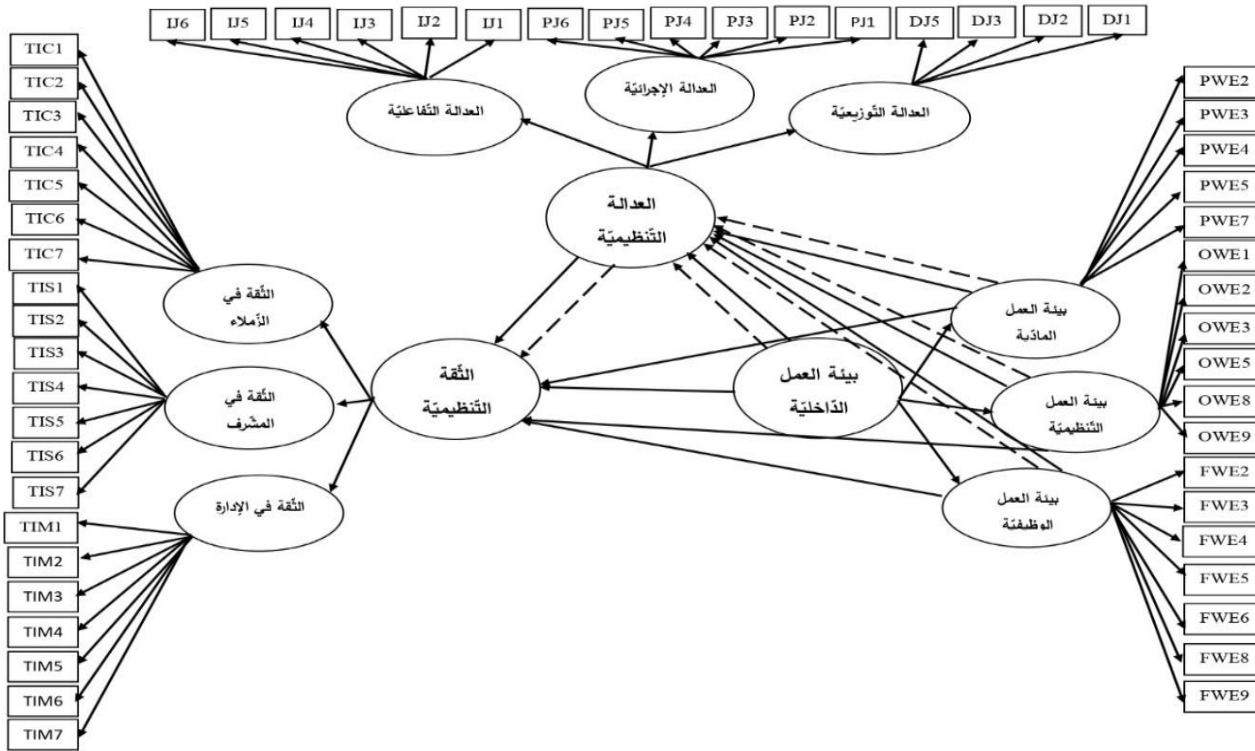 IJ6 IJ5 IJ4 IJ3 IJ2 IJ1 PJ6 PJ5 PJ4 PJ3 PJ2 PJ1 DJ5 DJ3 DJ2 DJ1
العدالة التّفاعليّة
العدالة الإجرائيّة
العدالة التّوزيعيّة
العدالة
التّنظيميّة
TIC1
TIC2
TIC3
TIC4
TIC5
TIC6
TIC7
TIS1
TIS2
TIS3
TIS4
TIS5
TIS6
TIS7
TIM1
TIM2
TIM3
TIM4
TIM5
TIM6
TIM7
الثّقة في
الزّملاء
الثّقة في
المشرف
الثّقة في الإدارة
الثّقة
التّنظيميّة
بيئة العمل
الدّاخليّة
بيئة العمل
المادّية
بيئة العمل
التّنظيميّة
بيئة العمل
الوظيفيّة
PWE2
PWE3
PWE4
PWE5
PWE7
OWE1
OWE2
OWE3
OWE5
OWE8
OWE9
FWE2
FWE3
FWE4
FWE5
FWE6
FWE8
FWE9